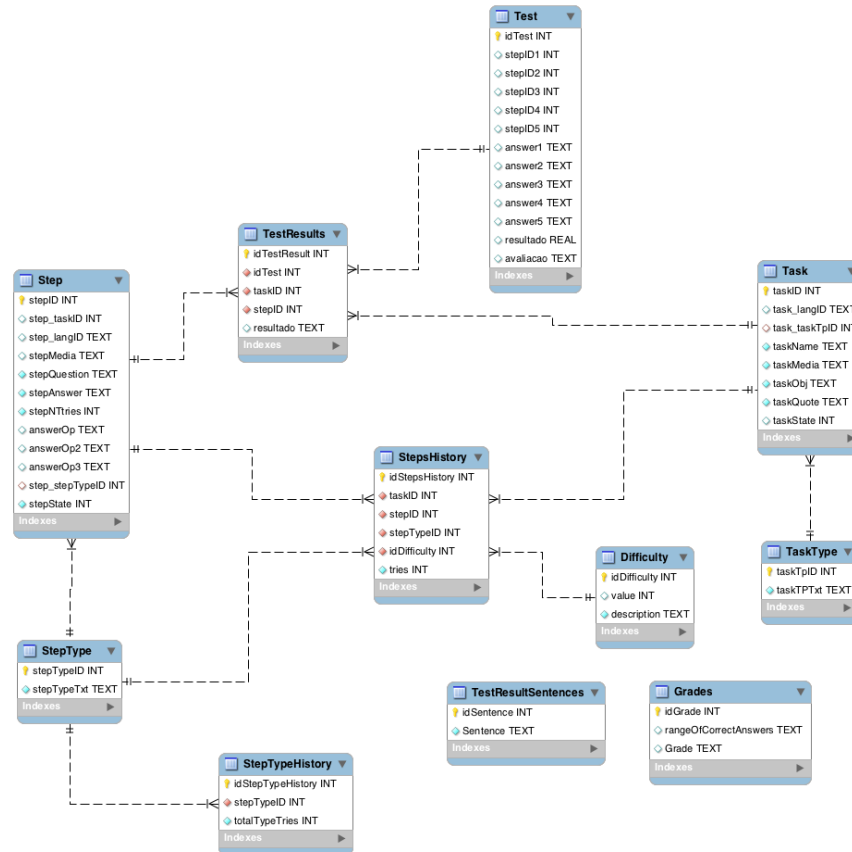 Test
idTest INT
stepID1 INT
stepID2 INT
stepID3 INT
stepID4 INT
stepID5 INT
answer1 TEXT
answer2 TEXT
answer3 TEXT
answer4 TEXT
answer5 TEXT
resultado REAL
avaliacao TEXT
Indexes
TestResults
idTestResult INT
idTest INT
taskID INT
stepID INT
resultado TEXT
Indexes
Step
stepID INT
step_taskID INT
step_langID TEXT
stepMedia TEXT
stepQuestion TEXT
stepAnswer TEXT
stepNTtries INT
answerOp TEXT
answerOp2 TEXT
answerOp3 TEXT
step_stepTypeID INT
stepState INT
Indexes
Task
taskID INT
task_langID TEXT
task_taskTpID INT
taskName TEXT
taskMedia TEXT
taskObj TEXT
taskQuote TEXT
taskState INT
Indexes
StepsHistory
idStepsHistory INT
taskID INT
stepID INT
stepTypeID INT
idDifficulty INT
tries INT
Indexes
Difficulty
idDifficulty INT
value INT
description TEXT
Indexes
TaskType
taskTpID INT
taskTPTxt TEXT
Indexes
StepType
stepTypeID INT
stepTypeTxt TEXT
Indexes
TestResultSentences
idSentence INT
Sentence TEXT
Indexes
Grades
idGrade INT
rangeOfCorrectAnswers TEXT
Grade TEXT
Indexes
StepTypeHistory
idStepTypeHistory INT
stepTypeID INT
totalTypeTries INT
Indexes